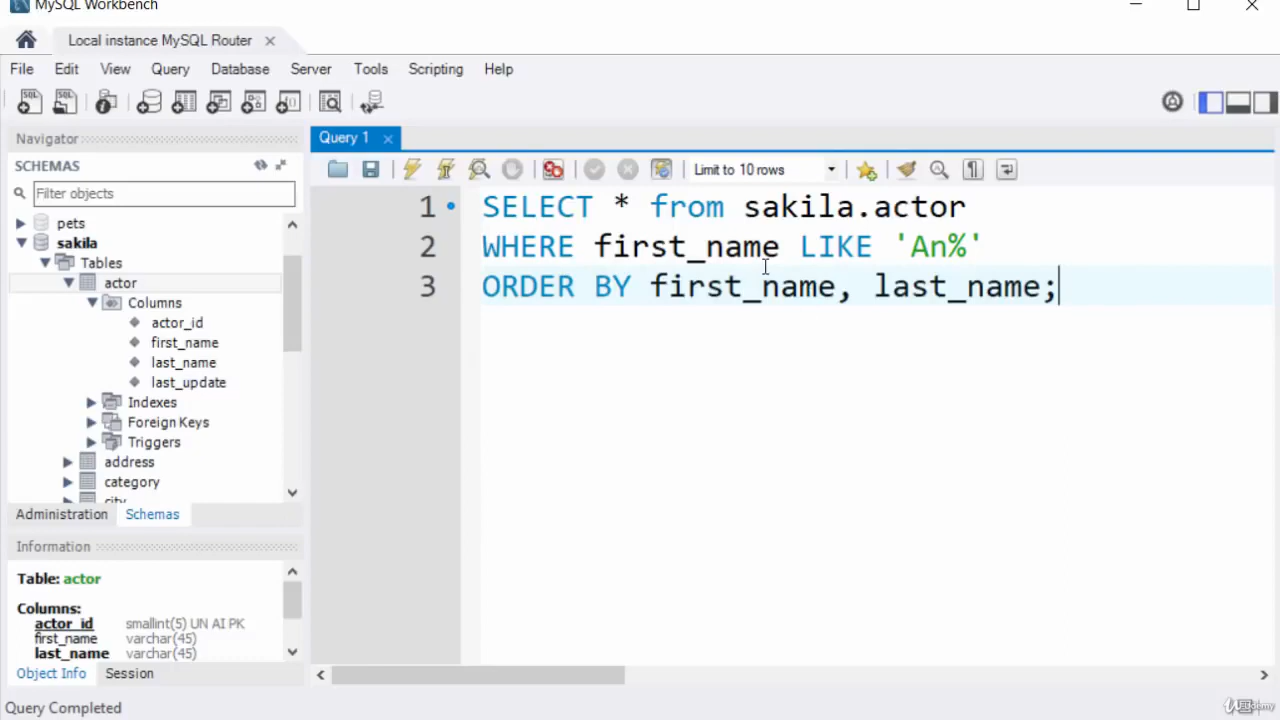 MySQL Workbench
Local instance MySQL Router
File Edit View Query Database Server Tools Scripting Help
Navigator
SCHEMAS
Filter objects
pets
sakila
Tables
actor
Columns
actor_id
first_name
last_name
last_update
Indexes
Foreign Keys
Triggers
address
category
city
Administration Schemas
Information
Table: actor
Columns:
actor_id smallint(5) UN AI PK
first_name varchar(45)
last_name varchar(45)
Object Info Session
Query Completed
Query 1
Limit to 10 rows
1 SELECT * from sakila.actor
2 WHERE first_name LIKE 'An%'
3 ORDER BY first_name, last_name;